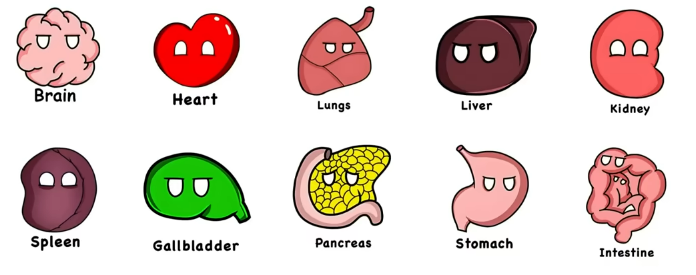 Brain
Heart
Lungs
Liver
Kidney
Spleen
Gallbladder
Pancreas
Stomach
Intestine